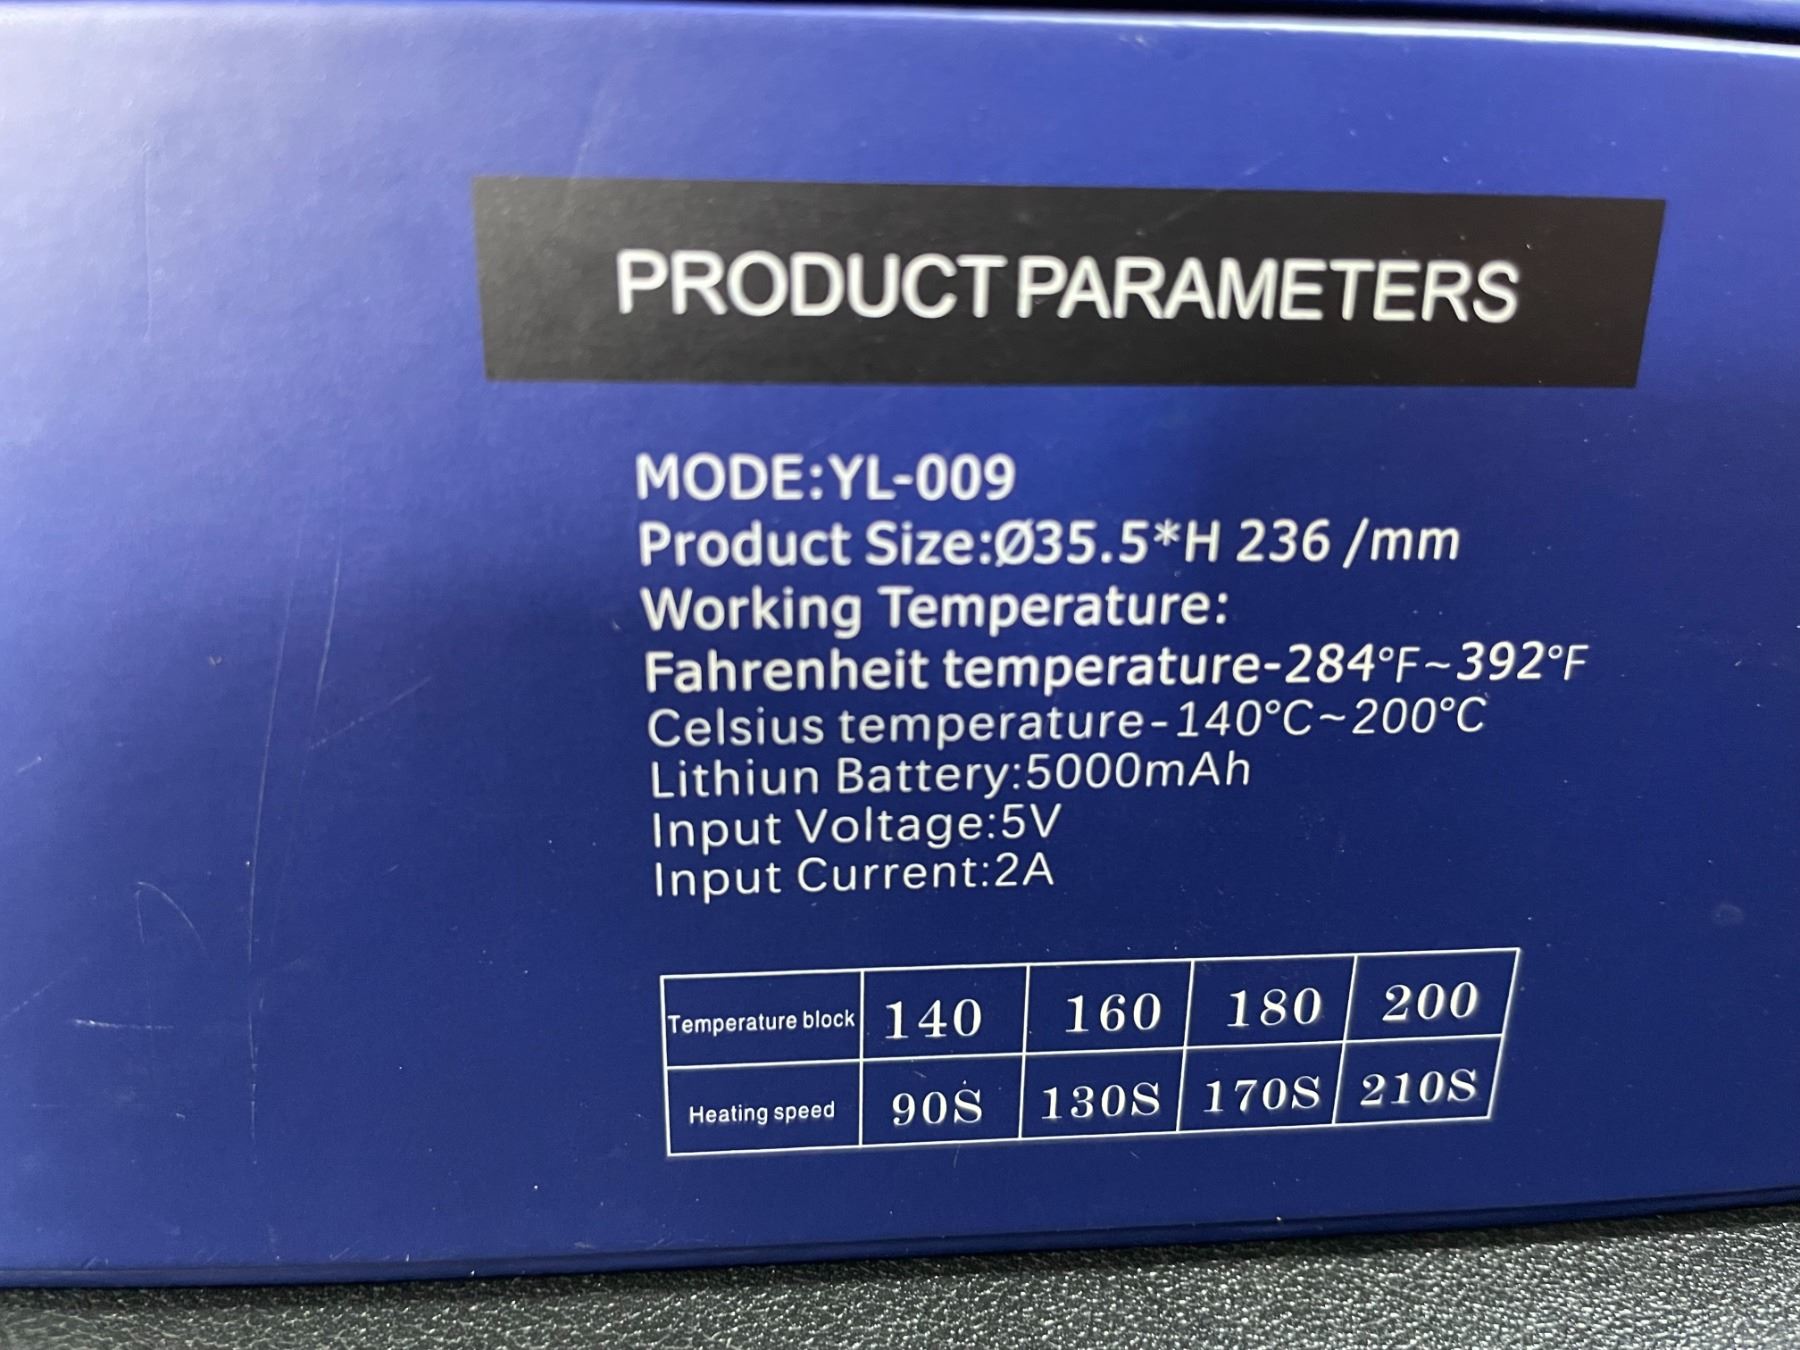 PRODUCT PARAMETERS
MODE:YL-009
Product Size:Ø35.5*H 236 /mm
Working Temperature:
Fahrenheit temperature-284°F~392°F
Celsius temperature-140°C~200°C
Lithiun Battery:5000mAh
Input Voltage:5V
Input Current:2A
Temperature block 140 160 180 200
Heating speed 90S 130S 170S 210S